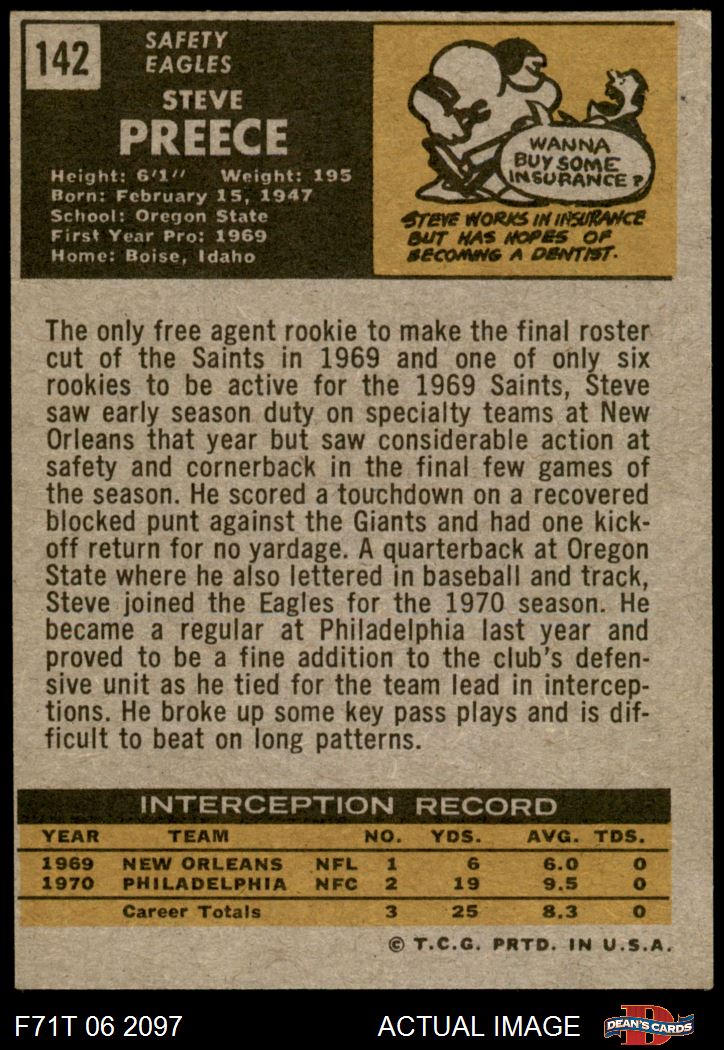 142
SAFETY
EAGLES
STEVE
PREECE
Height: 6'1" Weight: 195
Born: February 15, 1947
School: Oregon State
First Year Pro: 1969
Home: Boise, Idaho
WANNA
BUY SOME
INSURANCE?
STEVE WORKS IN INSURANCE
BUT HAS HOPES OF
BECOMING A DENTIST.
The only free agent rookie to make the final roster
cut of the Saints in 1969 and one of only six
rookies to be active for the 1969 Saints, Steve
saw early season duty on specialty teams at New
Orleans that year but saw considerable action at
safety and cornerback in the final few games of
the season. He scored a touchdown on a recovered
blocked punt against the Giants and had one kick-
off return for no yardage. A quarterback at Oregon
State where he also lettered in baseball and track,
Steve joined the Eagles for the 1970 season. He
became a regular at Philadelphia last year and
proved to be a fine addition to the club's defen-
sive unit as he tied for the team lead in intercep-
tions. He broke up some key pass plays and is dif-
ficult to beat on long patterns.
INTERCEPTION RECORD
YEAR TEAM NO. YDS. AVG. TDS.
1969 NEW ORLEANS NFL 1 6 6.0 0
1970 PHILADELPHIA NFC 2 19 9.5 0
Career Totals 3 25 8.3 0
© T.C.G. PRTD. IN U.S.A.
F71T 06 2097 ACTUAL IMAGE D DEAN'S CARDS